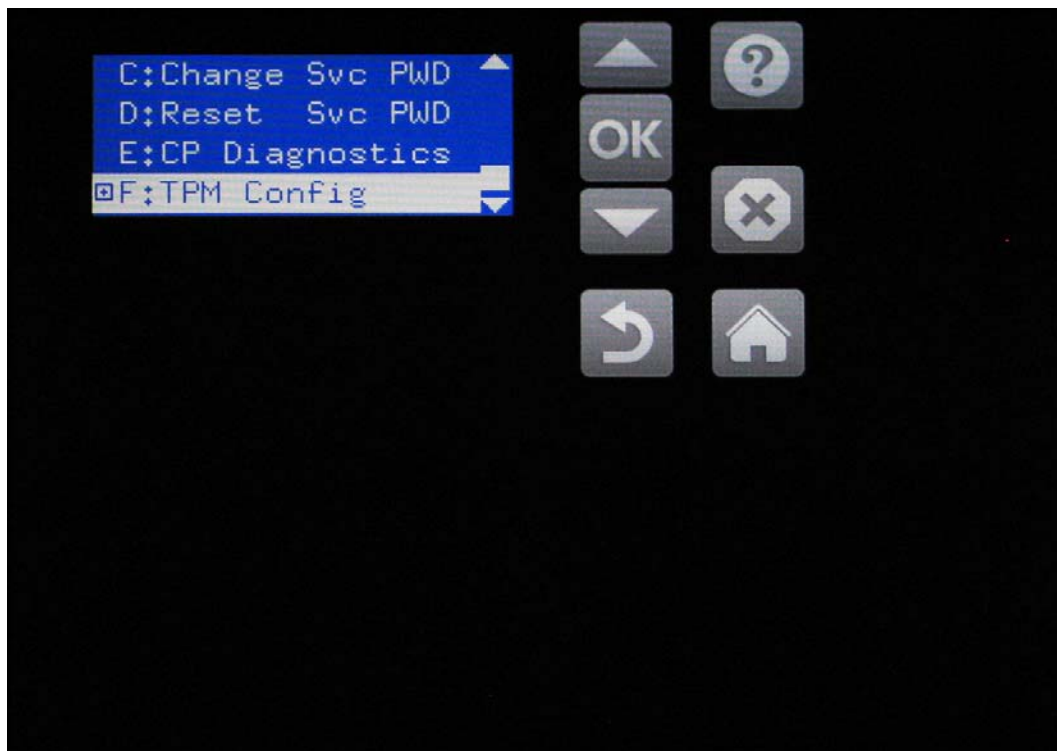 C:Change Svc PWD
D:Reset  Svc PWD
E:CP Diagnostics
+F:TPM Config
OK
?